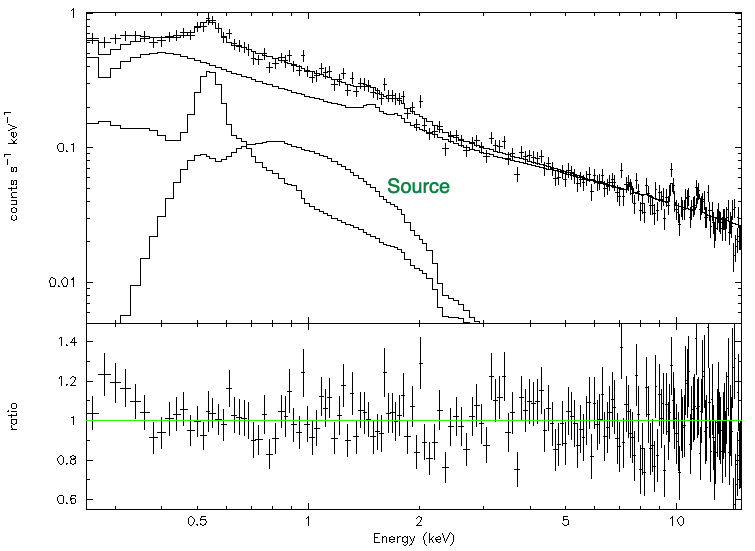 1
0.1
0.01
counts s⁻¹ keV⁻¹
Source
1.4
1.2
1
0.8
0.6
ratio
0.5 1 2 5 10
Energy (keV)